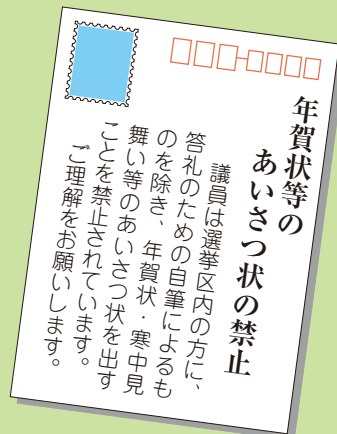 年賀状等の
あいさつ状の禁止
議員は選挙区内の方に、
答礼のための自筆によるも
のを除き、年賀状・寒中見
舞い等のあいさつ状を出す
ことを禁止されています。
ご理解をお願いします。